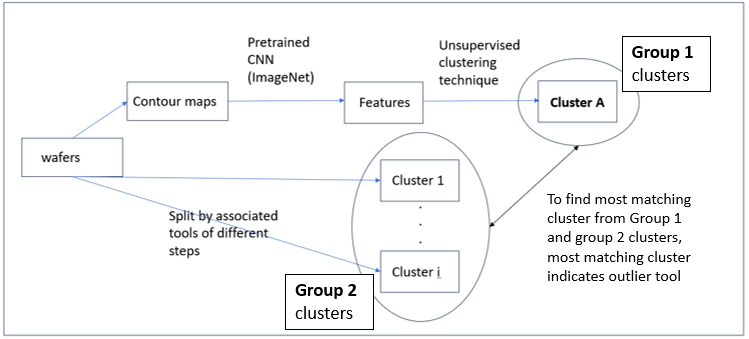 Pretrained
CNN
(ImageNet)
Unsupervised
clustering
technique
Group 1
clusters
Contour maps
Features
Cluster A
wafers
Cluster 1
.
.
.
Cluster i
Split by associated
tools of different
steps
Group 2
clusters
To find most matching
cluster from Group 1
and group 2 clusters,
most matching cluster
indicates outlier tool